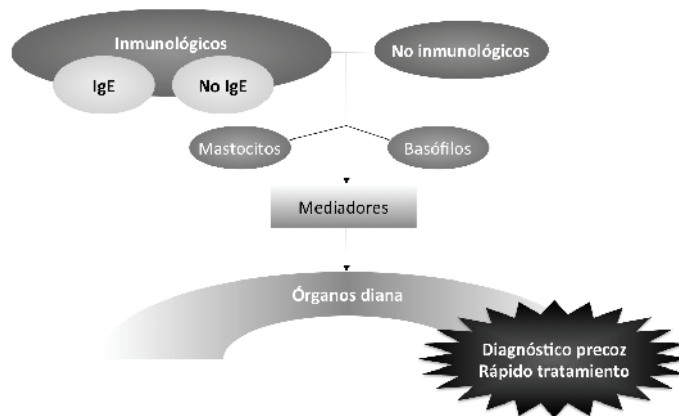 Inmunológicos
No inmunológicos
IgE
No IgE
Mastocitos
Basófilos
Mediadores
Órganos diana
Diagnóstico precoz
Rápido tratamiento